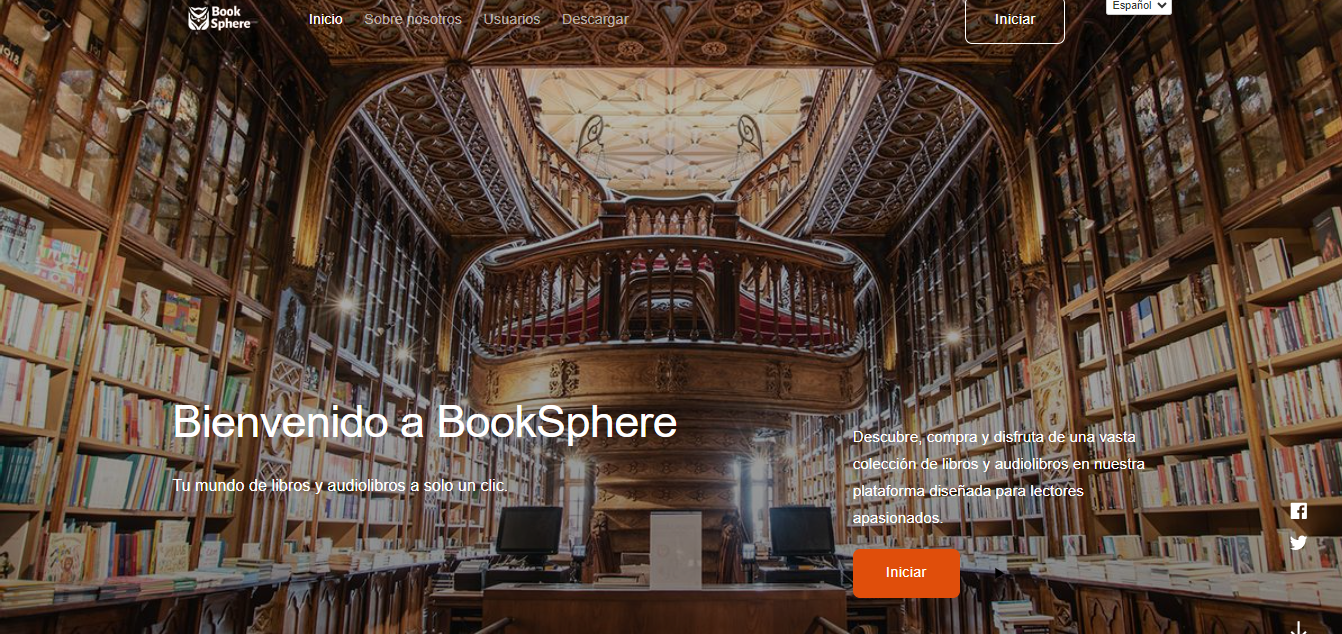 Book
Sphere
Inicio
Sobre nosotros
Usuarios
Descargar
Iniciar
Español
Bienvenido a BookSphere
Tu mundo de libros y audiolibros a solo un clic.
Descubre, compra y disfruta de una vasta
colección de libros y audiolibros en nuestra
plataforma diseñada para lectores
apasionados.
Iniciar